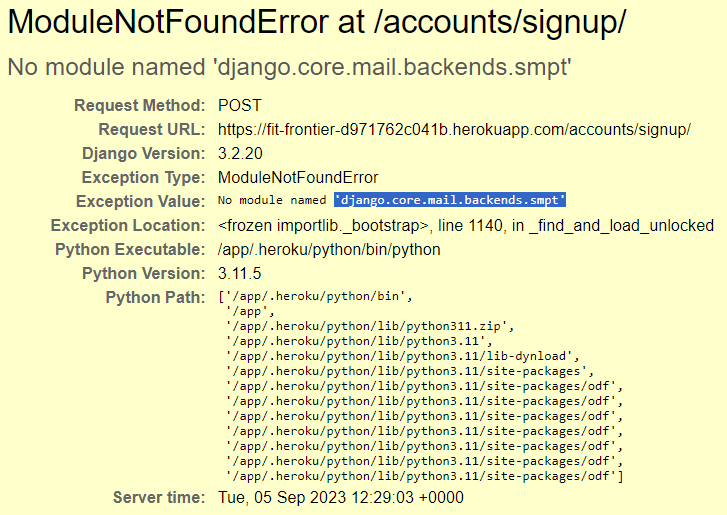 ModuleNotFoundError at /accounts/signup/
No module named 'django.core.mail.backends.smpt'
Request Method: POST
Request URL: https://fit-frontier-d971762c041b.herokuapp.com/accounts/signup/
Django Version: 3.2.20
Exception Type: ModuleNotFoundError
Exception Value: No module named 'django.core.mail.backends.smpt'
Exception Location: <frozen importlib._bootstrap>, line 1140, in _find_and_load_unlocked
Python Executable: /app/.heroku/python/bin/python
Python Version: 3.11.5
Python Path: ['/app/.heroku/python/bin',
'/app',
'/app/.heroku/python/lib/python311.zip',
'/app/.heroku/python/lib/python3.11',
'/app/.heroku/python/lib/python3.11/lib-dynload',
'/app/.heroku/python/lib/python3.11/site-packages',
'/app/.heroku/python/lib/python3.11/site-packages/odf',
'/app/.heroku/python/lib/python3.11/site-packages/odf',
'/app/.heroku/python/lib/python3.11/site-packages/odf',
'/app/.heroku/python/lib/python3.11/site-packages/odf',
'/app/.heroku/python/lib/python3.11/site-packages/odf',
'/app/.heroku/python/lib/python3.11/site-packages/odf',
'/app/.heroku/python/lib/python3.11/site-packages/odf']
Server time: Tue, 05 Sep 2023 12:29:03 +0000